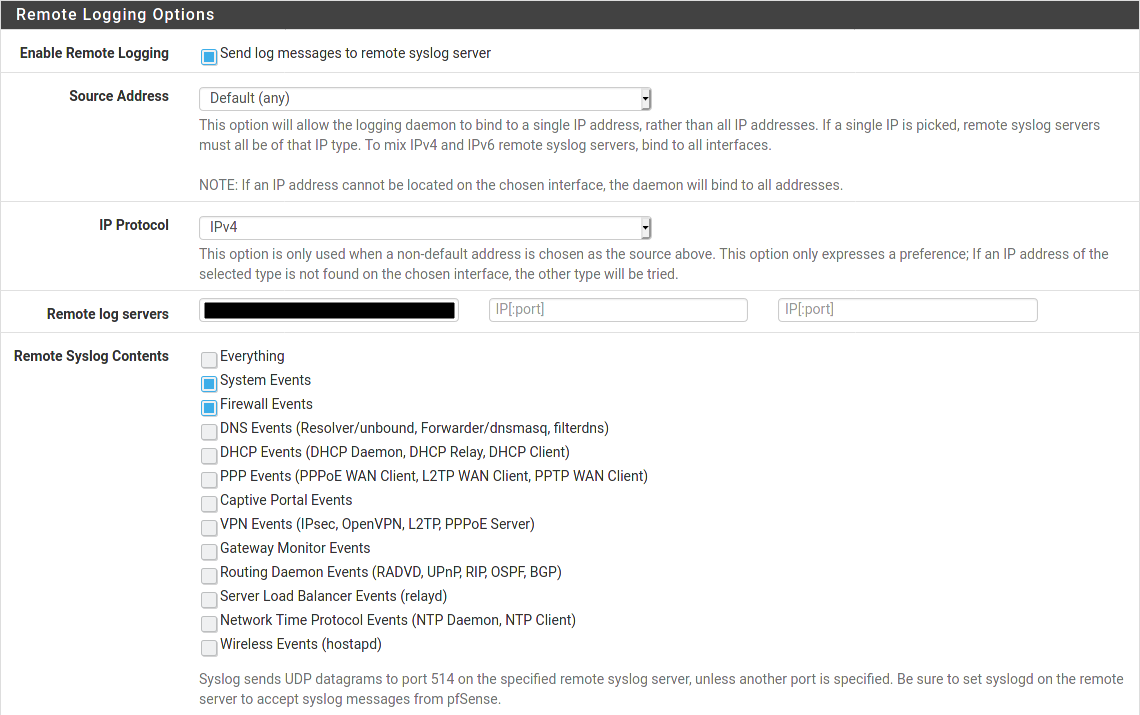 Remote Logging Options
Enable Remote Logging
Send log messages to remote syslog server
Source Address
Default (any)
This option will allow the logging daemon to bind to a single IP address, rather than all IP addresses. If a single IP is picked, remote syslog servers
must all be of that IP type. To mix IPv4 and IPv6 remote syslog servers, bind to all interfaces.
NOTE: If an IP address cannot be located on the chosen interface, the daemon will bind to all addresses.
IP Protocol
IPv4
This option is only used when a non-default address is chosen as the source above. This option only expresses a preference; If an IP address of the
selected type is not found on the chosen interface, the other type will be tried.
Remote log servers
IP[:port]
IP[:port]
Remote Syslog Contents
Everything
System Events
Firewall Events
DNS Events (Resolver/unbound, Forwarder/dnsmasq, filterdns)
DHCP Events (DHCP Daemon, DHCP Relay, DHCP Client)
PPP Events (PPPoE WAN Client, L2TP WAN Client, PPTP WAN Client)
Captive Portal Events
VPN Events (IPsec, OpenVPN, L2TP, PPPoE Server)
Gateway Monitor Events
Routing Daemon Events (RADVD, UPnP, RIP, OSPF, BGP)
Server Load Balancer Events (relayd)
Network Time Protocol Events (NTP Daemon, NTP Client)
Wireless Events (hostapd)
Syslog sends UDP datagrams to port 514 on the specified remote syslog server, unless another port is specified. Be sure to set syslogd on the remote
server to accept syslog messages from pfSense.